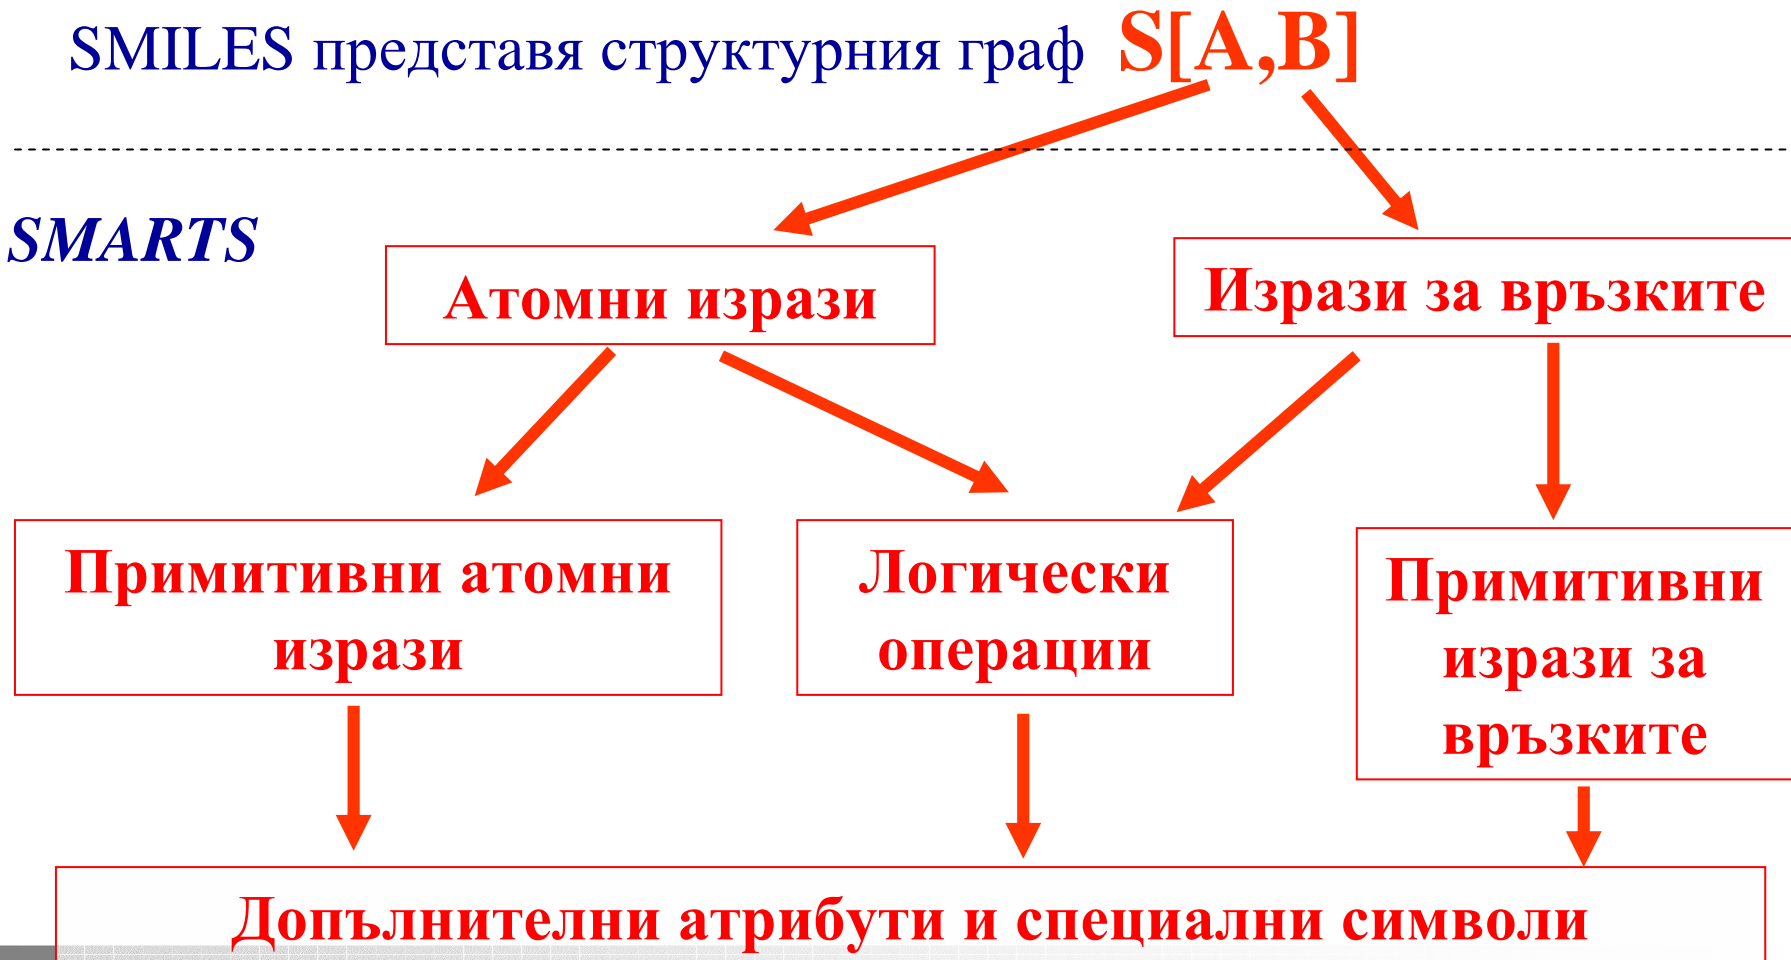 SMILES представя структурния граф S[A,B]
SMARTS
Атомни изрази
Изрази за връзките
Примитивни атомни
изрази
Логически
операции
Примитивни
изрази за
връзките
Допълнителни атрибути и специални символи